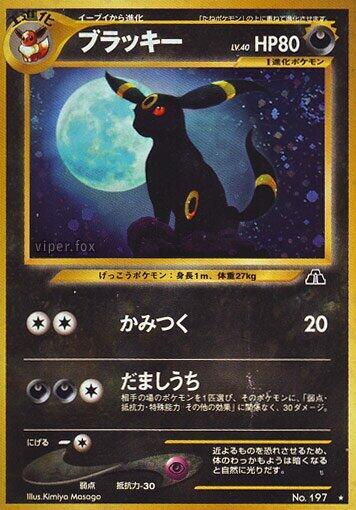 1進化
イーブイから進化
「たねポケモン」の上に重ねて進化させます。
ブラッキー
LV.40 HP80
1進化ポケモン
viper.fox
げっこうポケモン：身長1m、体重27kg
かみつく 20
だましうち
相手の場のポケモンを1匹選び、そのポケモンに、「弱点・
抵抗力・特殊能力 その他の効果」に関係なく、30ダメージ。
にげる
弱点 抵抗力 -30
近よるものを恐れさせるため、
体のわっかもようは暗くなる
と自然に光りだす。
Illus.Kimiya Masago
No. 197